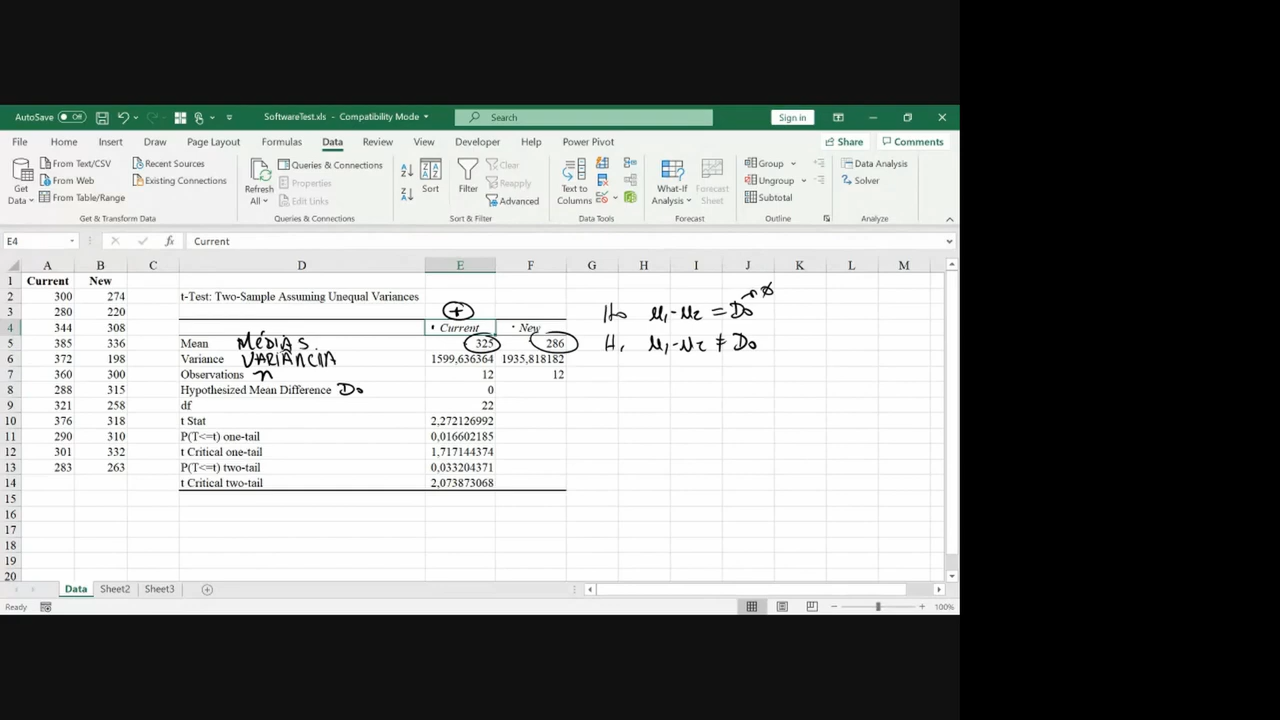 AutoSave Off SoftwareTest.xls - Compatibility Mode Search Sign in
File Home Insert Draw Page Layout Formulas Data Review View Developer Help Power Pivot Share Comments
Get Data From Text/CSV From Web From Table/Range Recent Sources Existing Connections
Refresh All Queries & Connections Properties Edit Links
Sort Filter Clear Reapply Advanced
Text to Columns What-If Analysis Forecast Sheet
Group Ungroup Subtotal Data Analysis Solver
Get & Transform Data Queries & Connections Sort & Filter Data Tools Forecast Outline Analyze
E4 fx Current
A B C D E F G H I J K L M
1 Current New
2 300 274 t-Test: Two-Sample Assuming Unequal Variances
3 280 220 + H₀ μ₁-μ₂ = D₀
4 344 308 Current New
5 385 336 Mean MÉDIAS. 325 286 H₁ μ₁-μ₂ ≠ D₀
6 372 198 Variance VARIÂNCIA 1599,636364 1935,818182
7 360 300 Observations n 12 12
8 288 315 Hypothesized Mean Difference D₀ 0
9 321 258 df 22
10 376 318 t Stat 2,272126992
11 290 310 P(T<=t) one-tail 0,016602185
12 301 332 t Critical one-tail 1,717144374
13 283 263 P(T<=t) two-tail 0,033204371
14 t Critical two-tail 2,073873068
15
16
17
18
19
20
Data Sheet2 Sheet3
Ready 100%